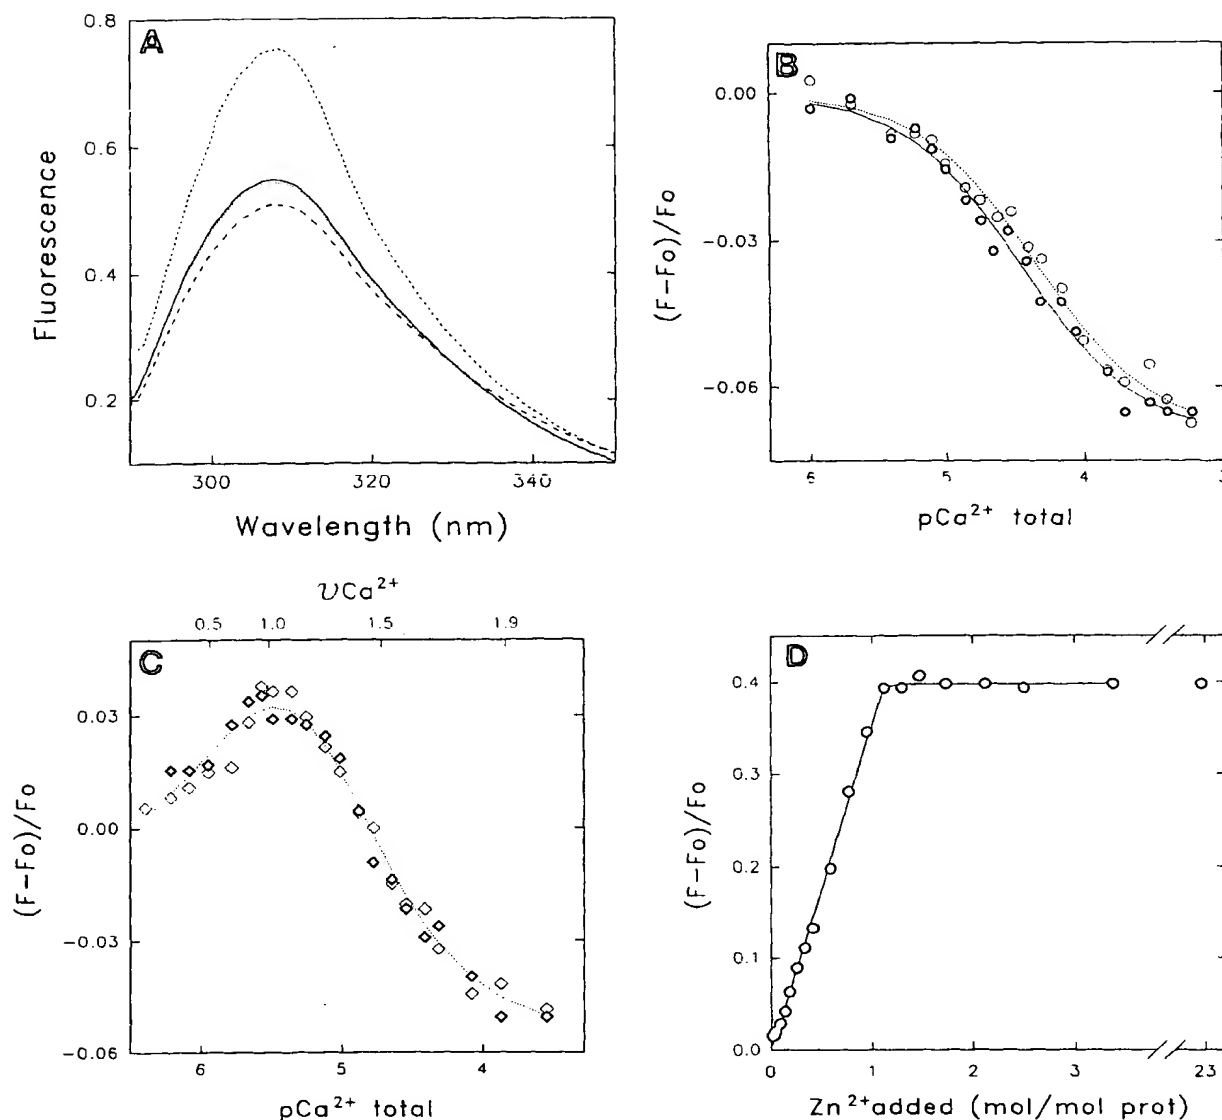 A
0.8
0.6
0.4
0.2
Fluorescence
300
320
340
Wavelength (nm)
B
0.00
-0.03
-0.06
(F-Fo)/Fo
6
5
4
3
pCa²⁺ total
υCa²⁺
0.5
1.0
1.5
1.9
C
0.03
0.00
-0.03
-0.06
(F-Fo)/Fo
6
5
4
pCa²⁺ total
D
0.4
0.3
0.2
0.1
0.0
(F-Fo)/Fo
0
1
2
3
23
Zn²⁺added (mol/mol prot)